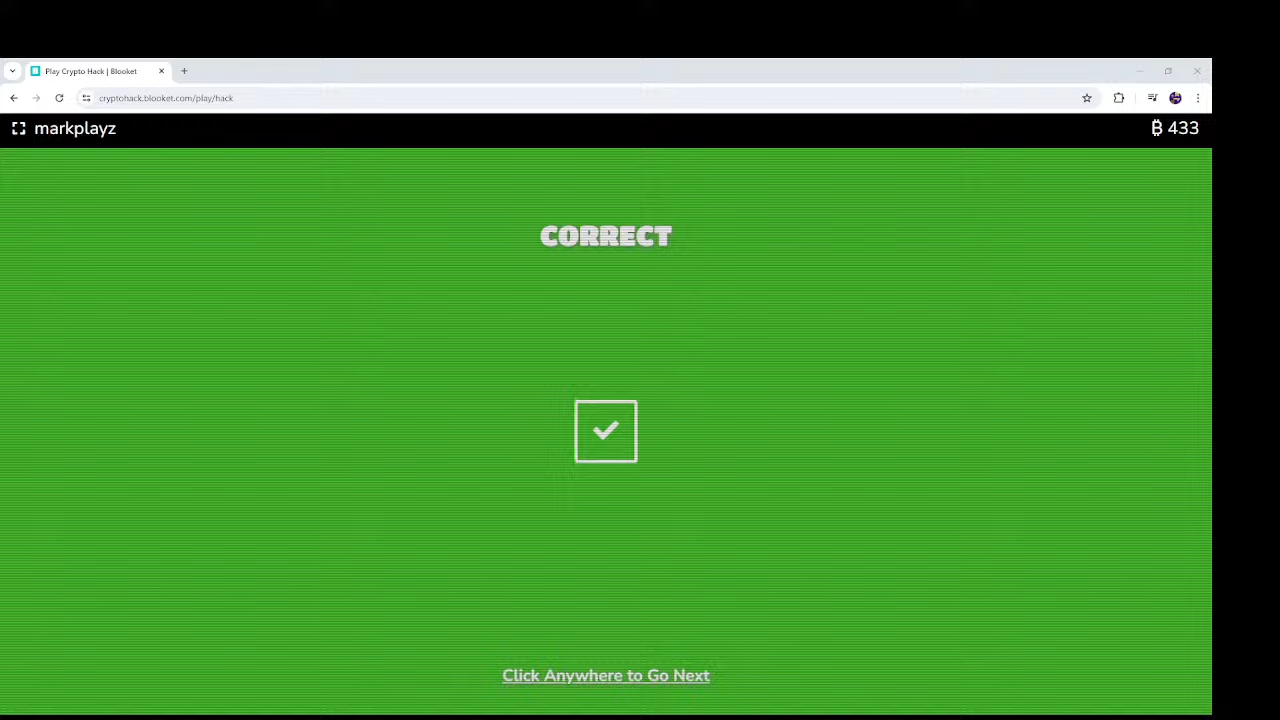 Play Crypto Hack | Blooket
cryptohack.blooket.com/play/hack
markplayz
₿ 433
CORRECT
Click Anywhere to Go Next